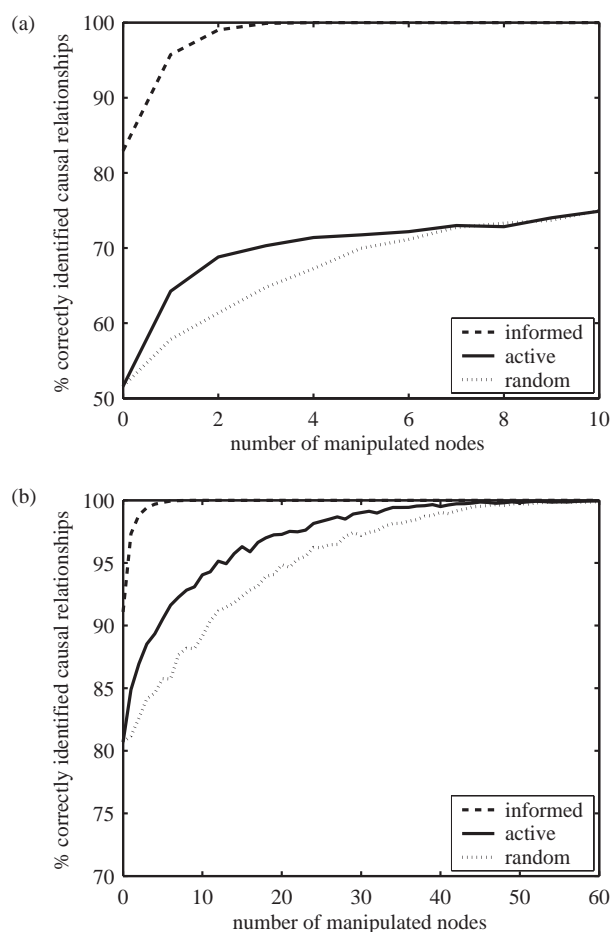 (a)
100
90
80
70
60
50
% correctly identified causal relationships
0
2
4
6
8
10
number of manipulated nodes
informed
active
random
(b)
100
95
90
85
80
75
70
% correctly identified causal relationships
0
10
20
30
40
50
60
number of manipulated nodes
informed
active
random